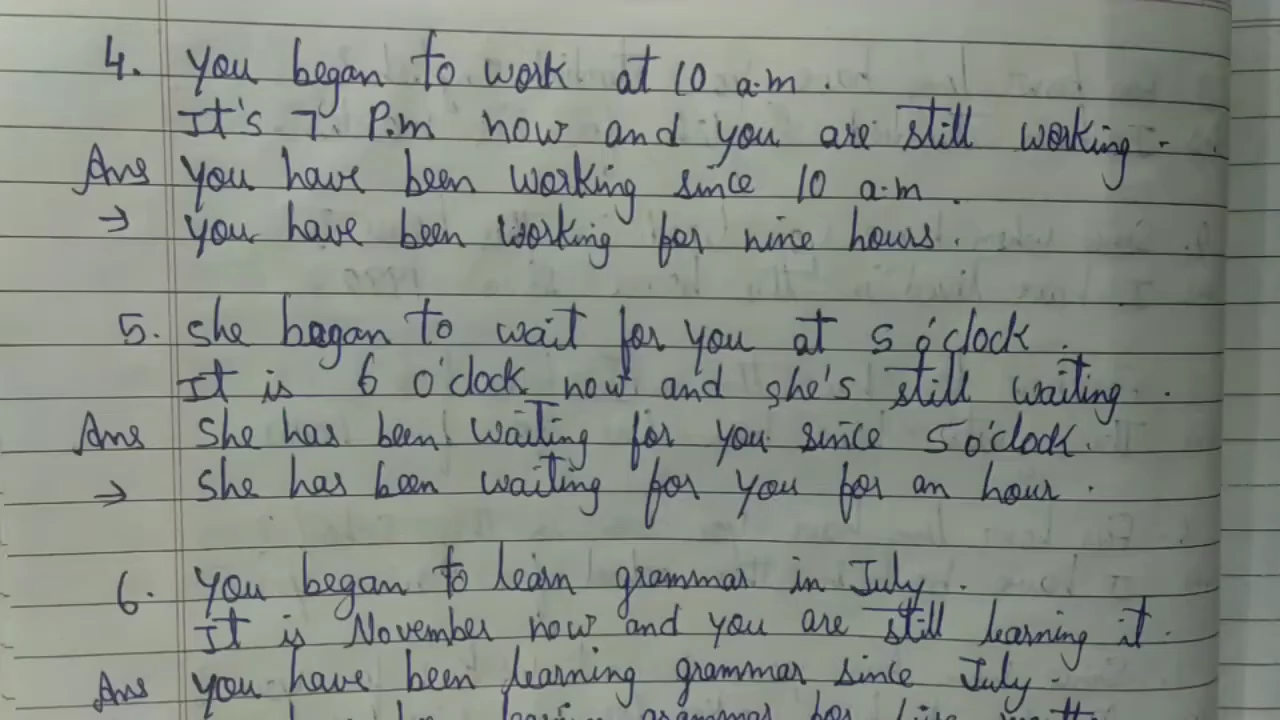 4. You began to work at 10 a.m.
It's 7 P.m now and you are still working.
Ans You have been working since 10 a.m.
→ You have been working for nine hours.
5. She began to wait for you at 5 o'clock.
It is 6 o'clock now and she's still waiting.
Ans She has been waiting for you since 5 o'clock.
→ She has been waiting for you for an hour.
6. You began to learn grammar in July.
It is November now and you are still learning it.
Ans You have been learning grammar since July.
grammar for